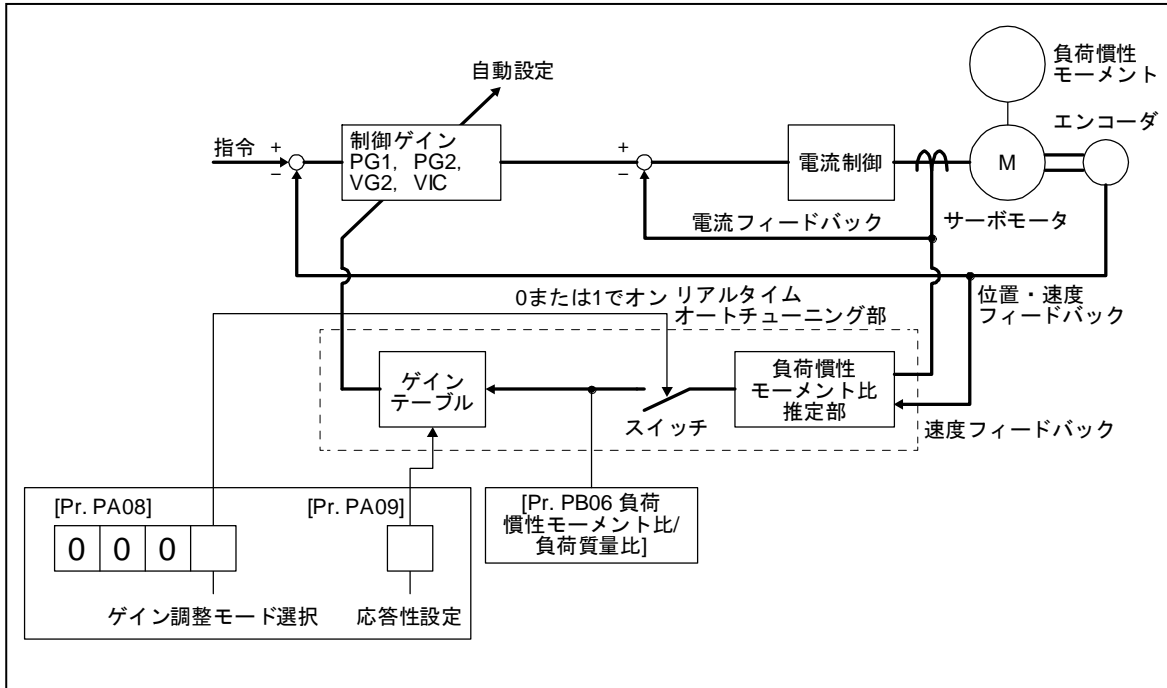 負荷慣性
モーメント
自動設定
エンコーダ
指令
+
−
制御ゲイン
PG1, PG2,
VG2, VIC
+
−
電流制御
M
電流フィードバック
サーボモータ
0または1でオン
リアルタイム
オートチューニング部
位置・速度
フィードバック
ゲイン
テーブル
スイッチ
負荷慣性
モーメント比
推定部
速度フィードバック
[Pr. PA08]
[Pr. PA09]
[Pr. PB06 負荷
慣性モーメント比/
負荷質量比]
0 0 0
ゲイン調整モード選択
応答性設定